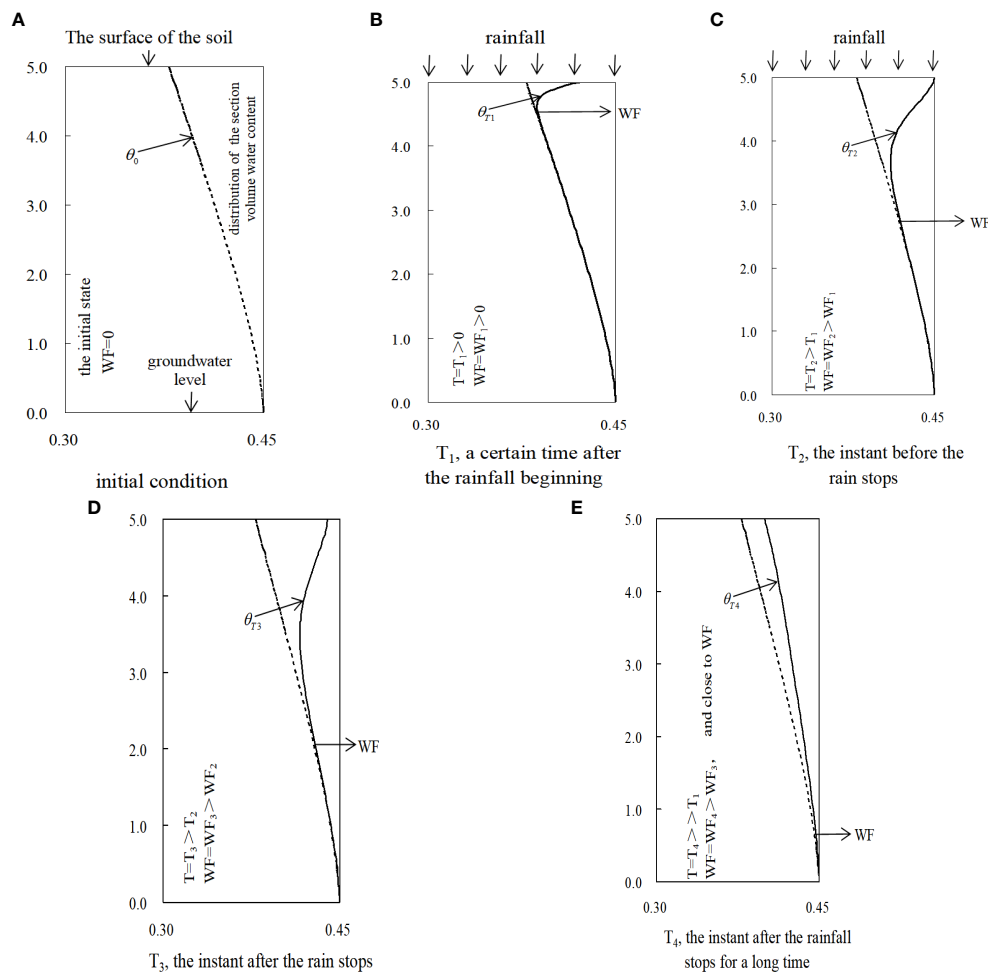 A
The surface of the soil
5.0
4.0
3.0
2.0
1.0
0.0
0.30
0.45
θ0
distribution of the section
volume water content
the initial state
WF=0
groundwater
level
initial condition
B
rainfall
5.0
4.0
3.0
2.0
1.0
0.0
0.30
0.45
θT1
WF
T=T1>0
WF=WF1>0
T1, a certain time after
the rainfall beginning
C
rainfall
5.0
4.0
3.0
2.0
1.0
0.0
0.30
0.45
θT2
WF
T=T2>T1
WF=WF2>WF1
T2, the instant before the
rain stops
D
5.0
4.0
3.0
2.0
1.0
0.0
0.30
0.45
θT3
WF
T=T3>T2
WF=WF3>WF2
T3, the instant after the rain stops
E
5.0
4.0
3.0
2.0
1.0
0.0
0.30
0.45
θT4
WF
T=T4>>T1
WF=WF4>WF3, and close to WF
T4, the instant after the rainfall
stops for a long time